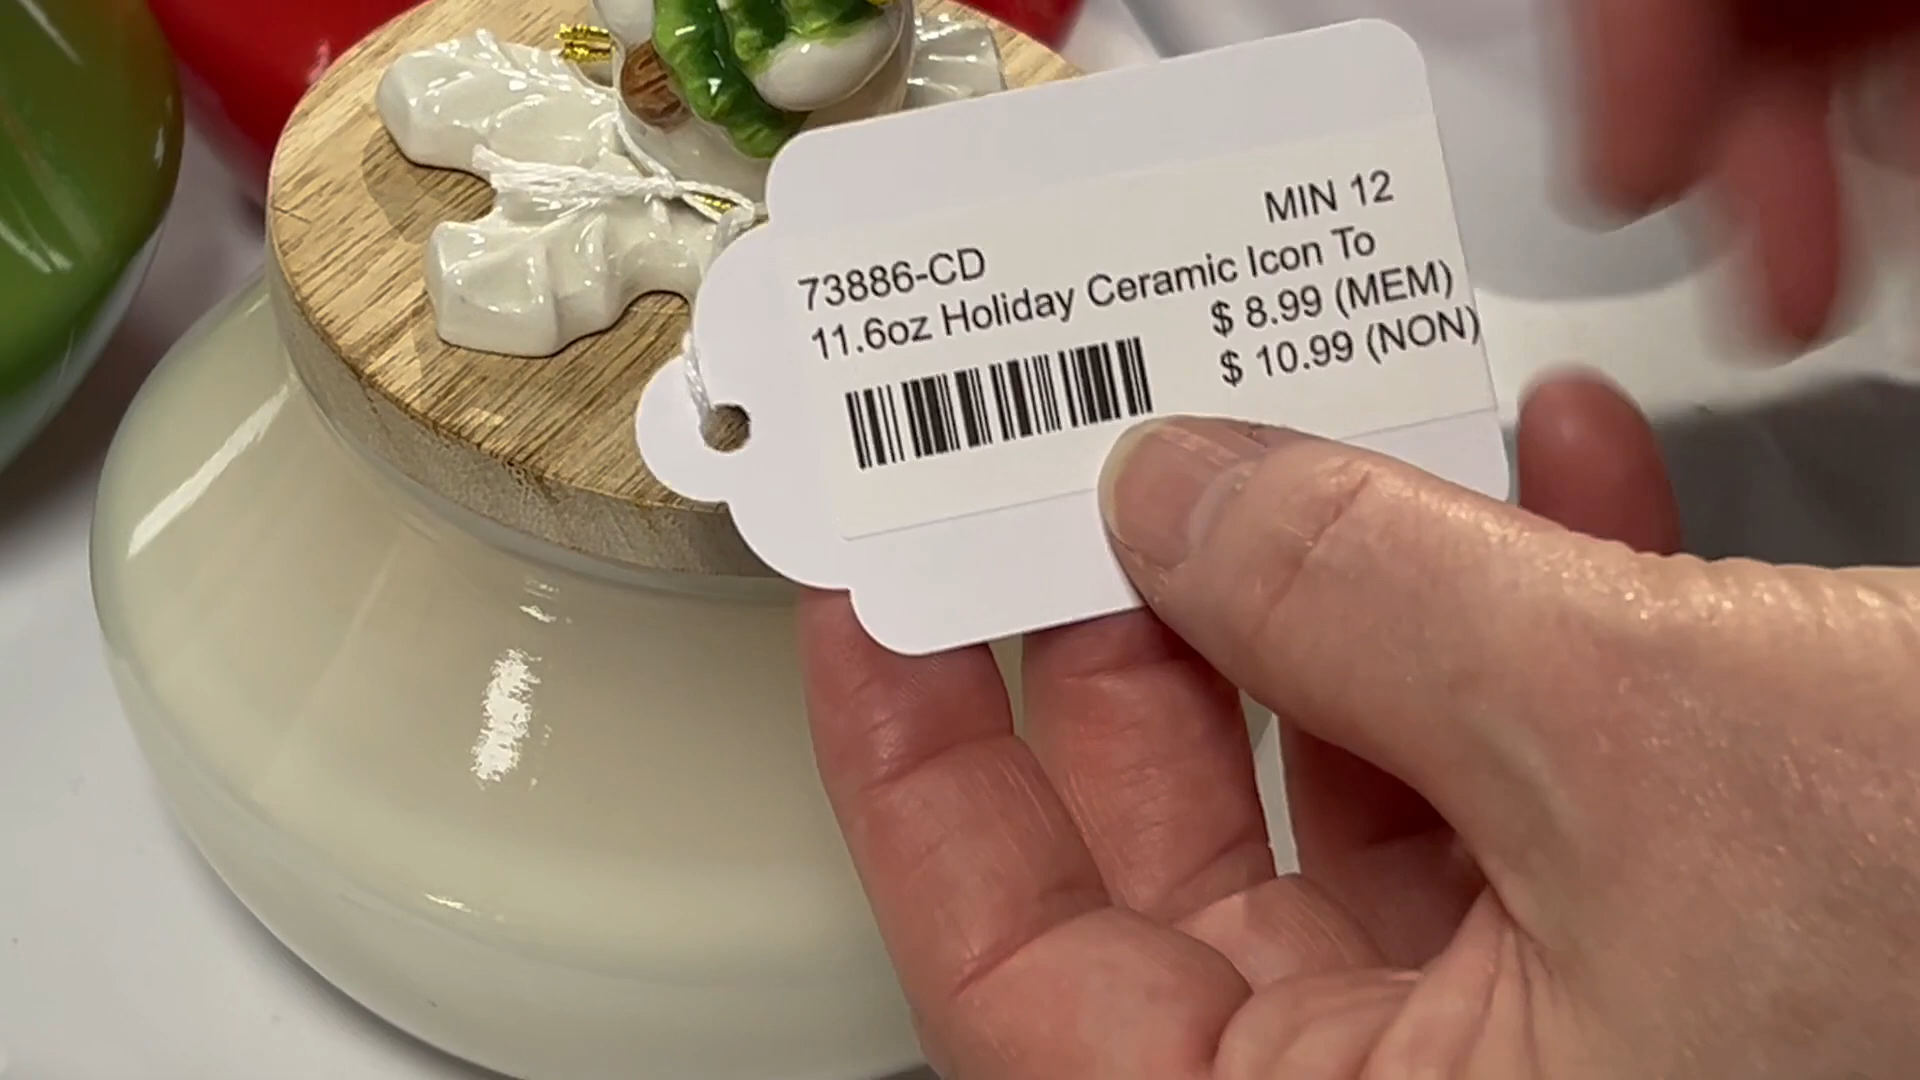 MIN 12
73886-CD
11.6oz Holiday Ceramic Icon To
$ 8.99 (MEM)
$ 10.99 (NON)